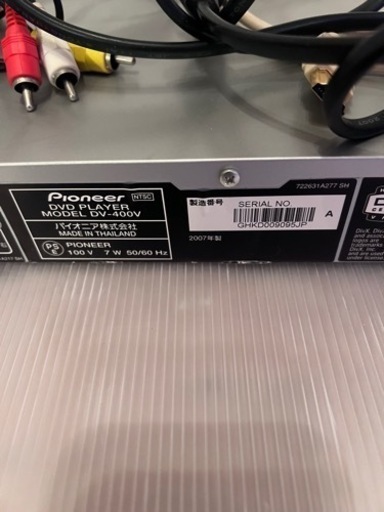 Pioneer NTSC
DVD PLAYER
MODEL DV-400V
パイオニア株式会社
MADE IN THAILAND
PIONEER
100 V 7 W 50/60 Hz
722631A277 SH
製造番号
SERIAL NO.
GHKD009095JP
A
2007年製